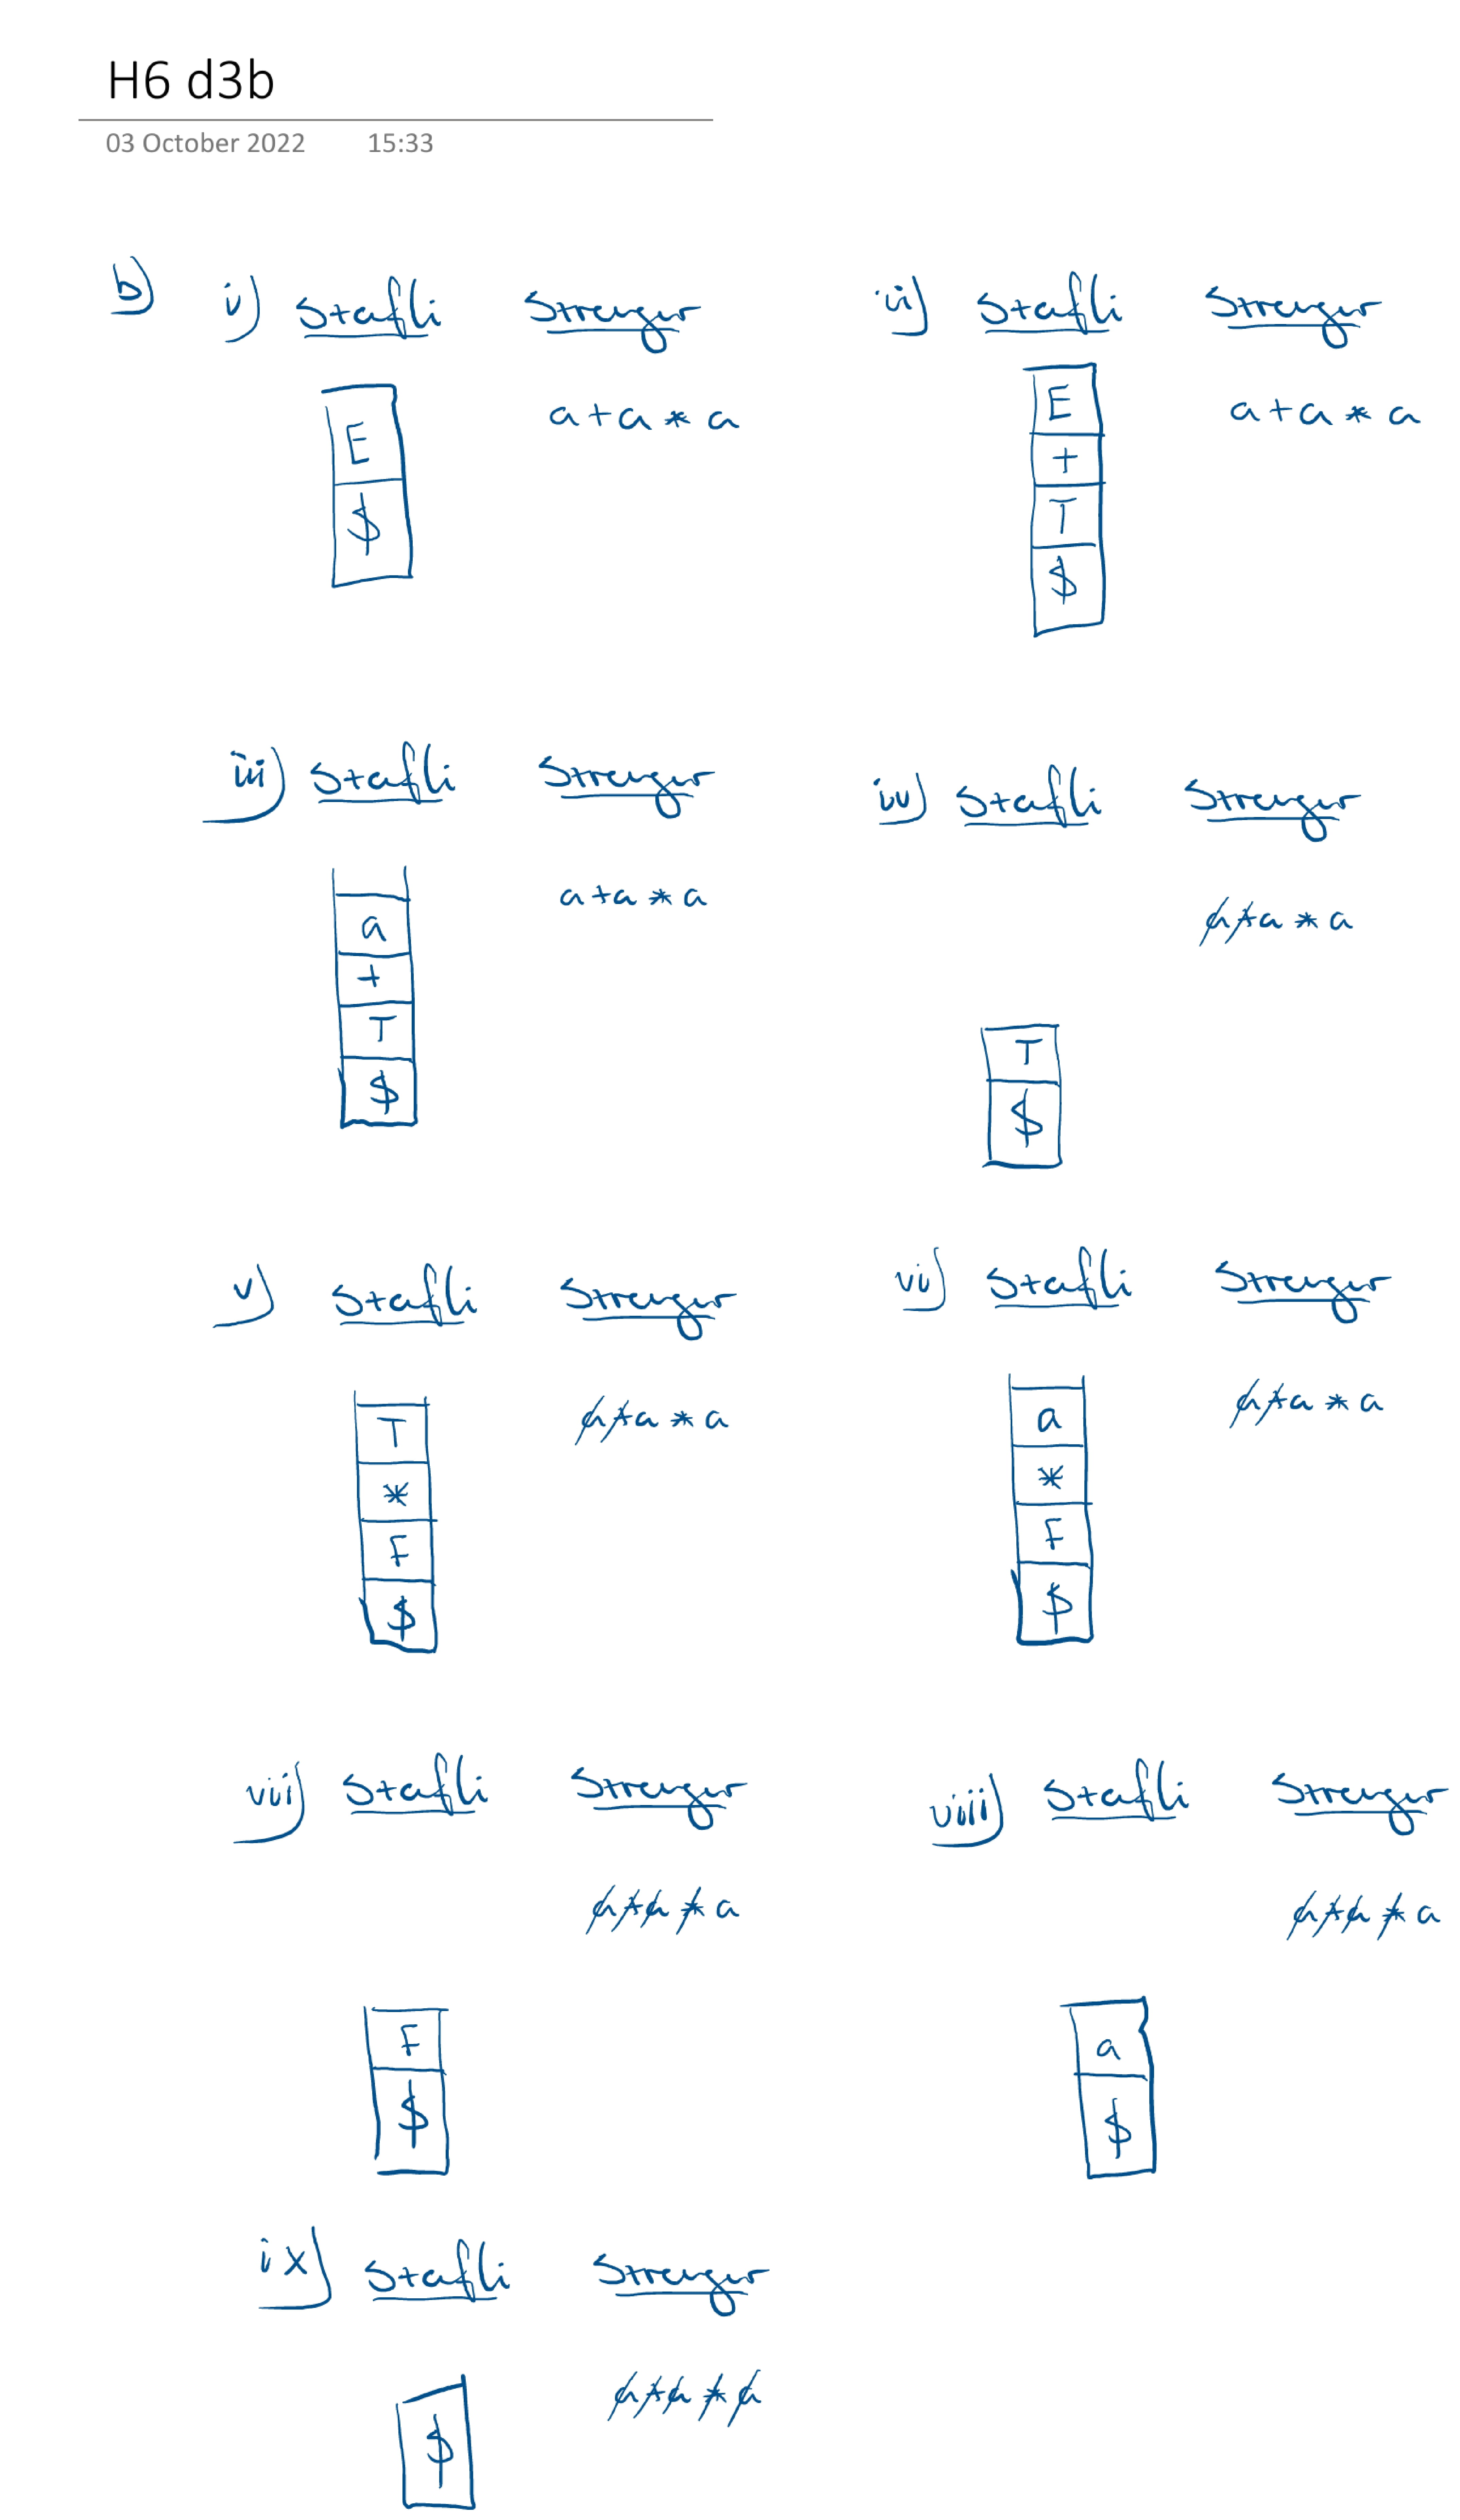 H6 d3b
03 October 2022 15:33
b) i) Stafli Strengur ii) Stafli Strengur
E
$
a+a*a
E
+
T
$
a+a*a
iii) Stafli Strengur iv) Stafli Strengur
a
+
T
$
a+a*a
T
$
a+a*a
v) Stafli Strengur vi) Stafli Strengur
T
*
F
$
a+a*a
a
*
F
$
a+a*a
vii) Stafli Strengur viii) Stafli Strengur
F
$
a+a*a
a
$
a+a*a
ix) Stafli Strengur
$
a+a*a